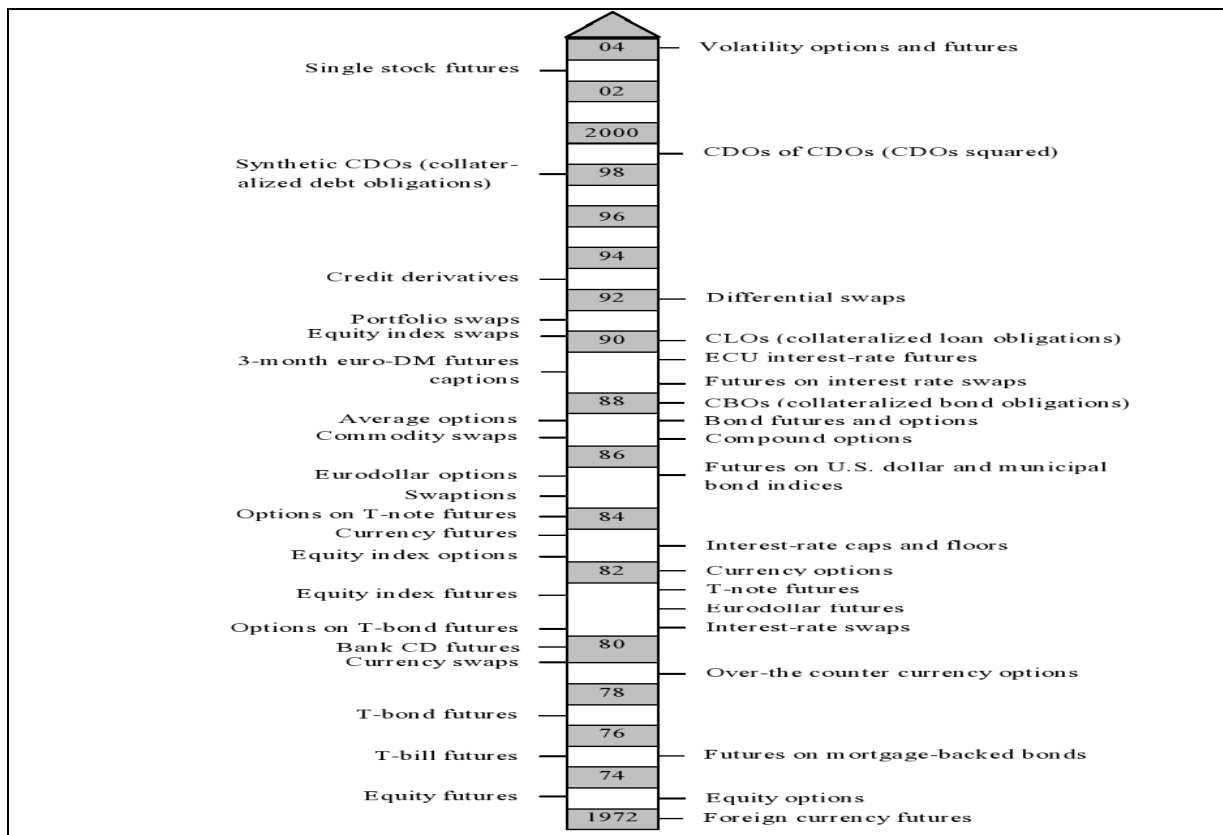 04
Volatility options and futures
Single stock futures
02
2000
CDOs of CDOs (CDOs squared)
Synthetic CDOs (collater-
alized debt obligations)
98
96
94
Credit derivatives
92
Differential swaps
Portfolio swaps
Equity index swaps
90
CLOs (collateralized loan obligations)
ECU interest-rate futures
3-month euro-DM futures
captions
Futures on interest rate swaps
88
CBOs (collateralized bond obligations)
Average options
Bond futures and options
Commodity swaps
Compound options
86
Eurodollar options
Futures on U.S. dollar and municipal
bond indices
Swaptions
Options on T-note futures
84
Currency futures
Interest-rate caps and floors
Equity index options
82
Currency options
T-note futures
Equity index futures
Eurodollar futures
Options on T-bond futures
Interest-rate swaps
Bank CD futures
80
Currency swaps
Over-the counter currency options
78
T-bond futures
76
T-bill futures
Futures on mortgage-backed bonds
74
Equity futures
Equity options
1972
Foreign currency futures